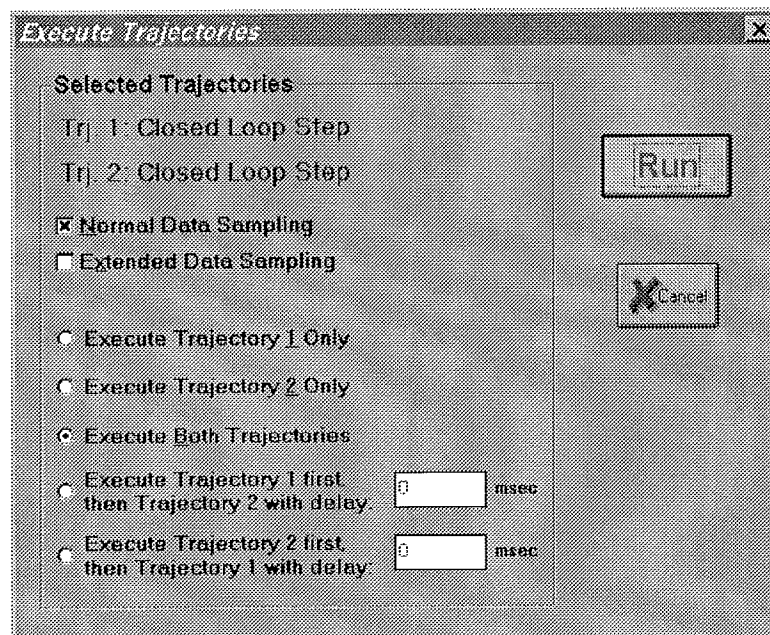 Execute Trajectories
Selected Trajectories
Trj. 1: Closed Loop Step
Trj. 2: Closed Loop Step
Normal Data Sampling
Extended Data Sampling
Execute Trajectory 1 Only
Execute Trajectory 2 Only
Execute Both Trajectories
Execute Trajectory 1 first,
then Trajectory 2 with delay: 0 msec
Execute Trajectory 2 first,
then Trajectory 1 with delay: 0 msec
Run
Cancel